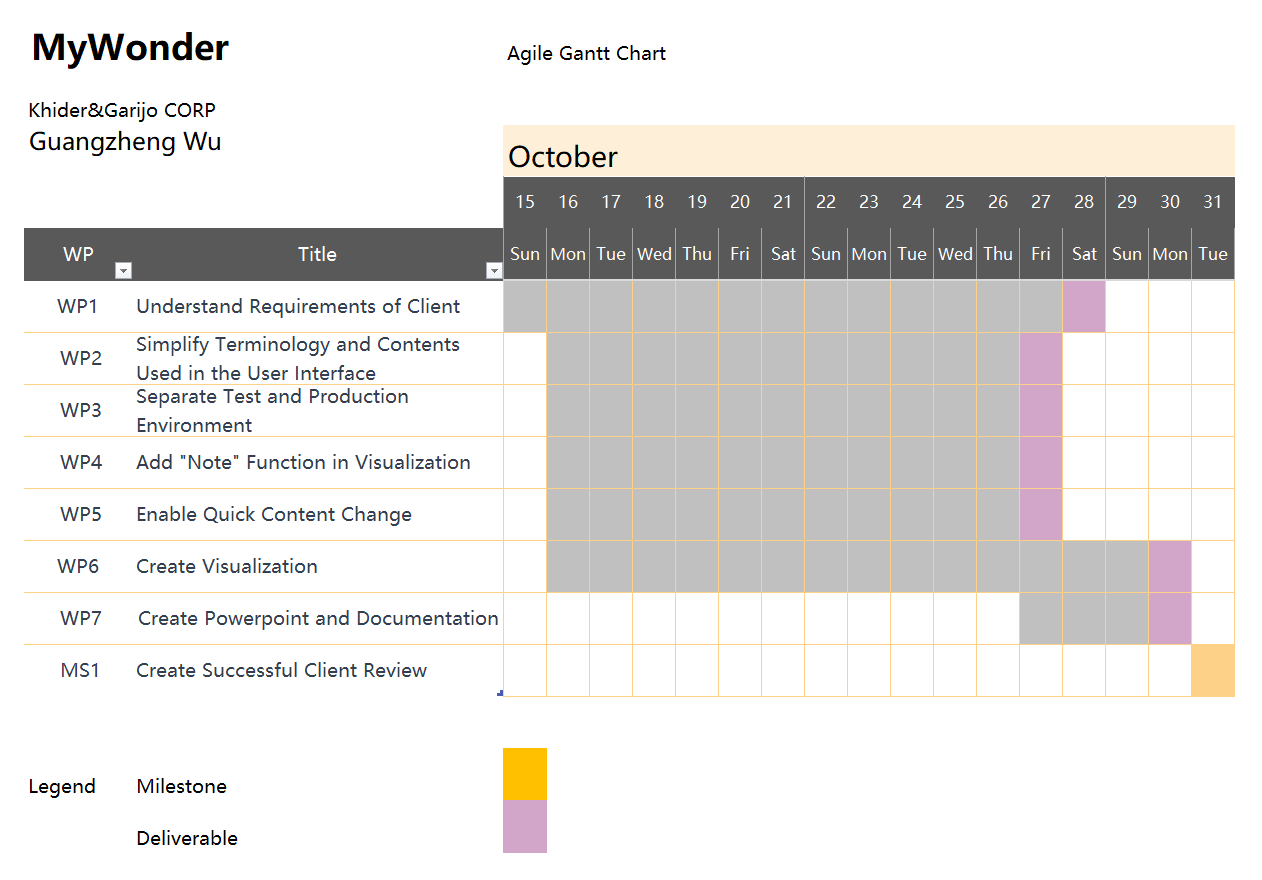 MyWonder
Agile Gantt Chart
Khider&Garijo CORP
Guangzheng Wu
October
15 16 17 18 19 20 21 22 23 24 25 26 27 28 29 30 31
WP Title Sun Mon Tue Wed Thu Fri Sat Sun Mon Tue Wed Thu Fri Sat Sun Mon Tue
WP1 Understand Requirements of Client
WP2 Simplify Terminology and Contents
Used in the User Interface
WP3 Separate Test and Production
Environment
WP4 Add "Note" Function in Visualization
WP5 Enable Quick Content Change
WP6 Create Visualization
WP7 Create Powerpoint and Documentation
MS1 Create Successful Client Review
Legend Milestone
Deliverable